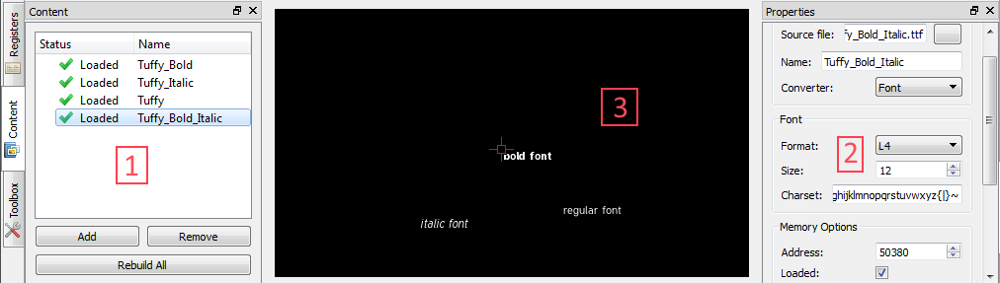 Registers
Content
Toolbox
Content
Status Name
Loaded Tuffy_Bold
Loaded Tuffy_Italic
Loaded Tuffy
Loaded Tuffy_Bold_Italic
1
Add Remove
Rebuild All
3
bold font
regular font
italic font
Properties
Source file: fy_Bold_Italic.ttf
Name: Tuffy_Bold_Italic
Converter: Font
Font
Format: L4
2
Size: 12
Charset: ghijklmnopqrstuvwxyz{|}~
Memory Options
Address: 50380
Loaded: